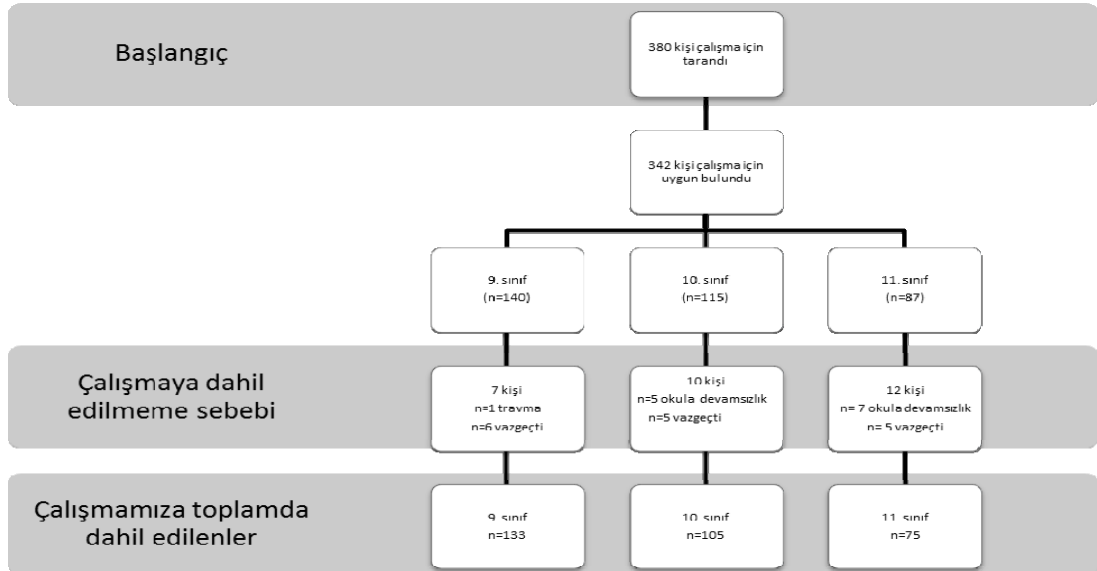 Başlangıç
380 kişi çalışma için
tarandı
342 kişi çalışma için
uygun bulundu
9. sınıf
(n=140)
10. sınıf
(n=115)
11. sınıf
(n=87)
Çalışmaya dahil
edilmeme sebebi
7 kişi
n=1 travma
n=6 vazgeçti
10 kişi
n=5 okula devamsızlık
n=5 vazgeçti
12 kişi
n= 7 okula devamsızlık
n= 5 vazgeçti
Çalışmamıza toplamda
dahil edilenler
9. sınıf
n=133
10. sınıf
n=105
11. sınıf
n=75